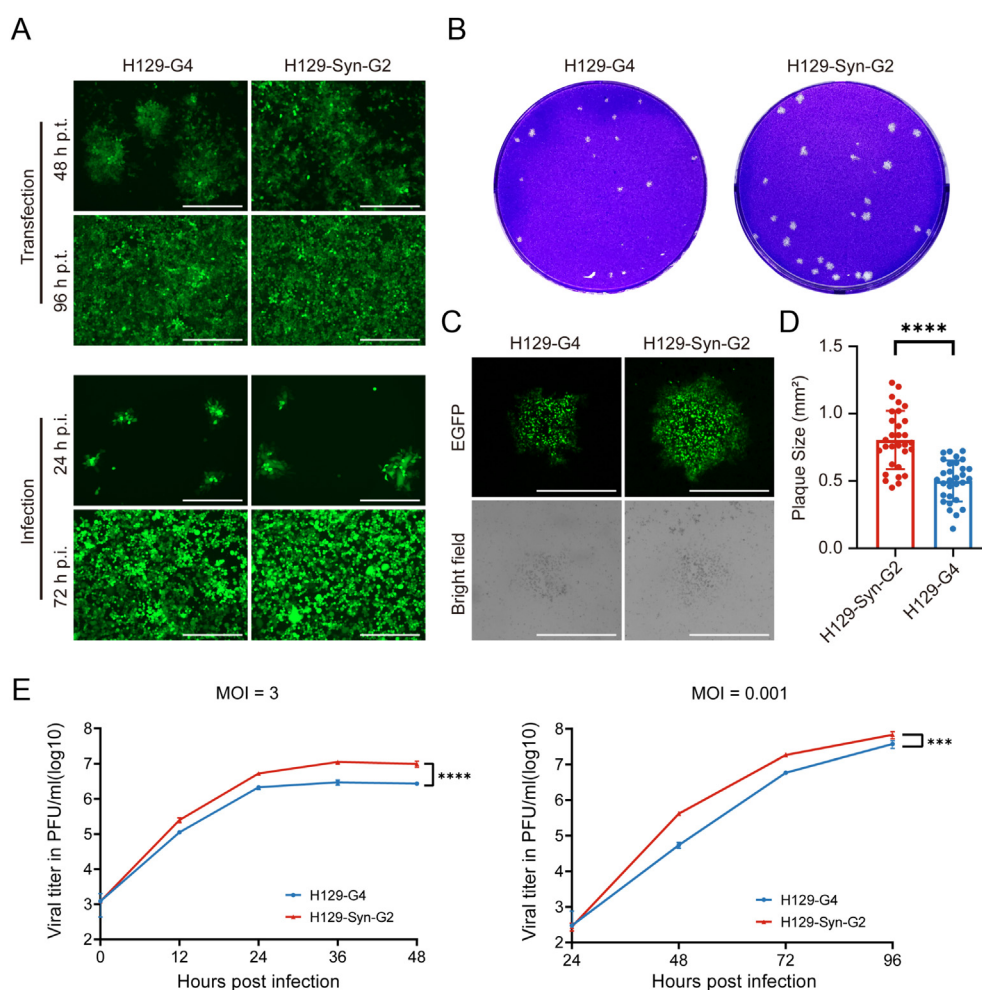 A
H129-G4
H129-Syn-G2
Transfection
48 h p.t.
96 h p.t.
Infection
24 h p.i.
72 h p.i.
B
H129-G4
H129-Syn-G2
C
H129-G4
H129-Syn-G2
EGFP
Bright field
D
****
Plaque Size (mm²)
1.5
1.0
0.5
0.0
H129-Syn-G2
H129-G4
E
MOI = 3
Viral titer in PFU/ml(log10)
8
7
6
5
4
3
2
****
H129-G4
H129-Syn-G2
0
12
24
36
48
Hours post infection
MOI = 0.001
Viral titer in PFU/ml(log10)
8
7
6
5
4
3
2
***
H129-G4
H129-Syn-G2
24
48
72
96
Hours post infection